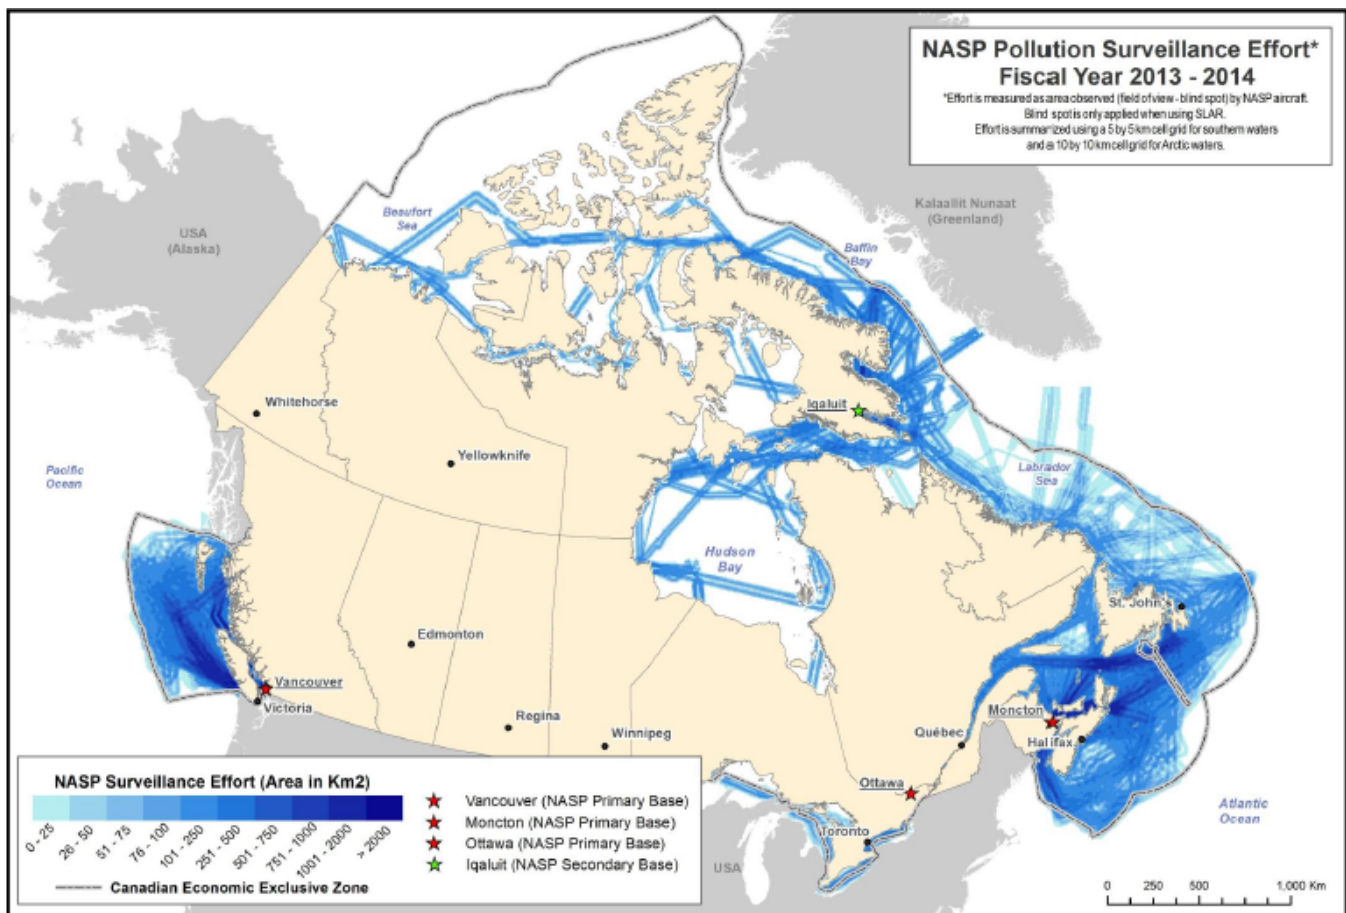 NASP Pollution Surveillance Effort*
Fiscal Year 2013 - 2014
*Effort is measured as area observed (field of view - blind spot) by NASP aircraft.
Blind spot is only applied when using SLAR.
Effort is summarized using a 5 by 5 km cell grid for southern waters
and a 10 by 10 km cell grid for Arctic waters.
Beaufort
Sea
USA
(Alaska)
Kalaallit Nunaat
(Greenland)
Baffin
Bay
Whitehorse
Iqaluit
Yellowknife
Pacific
Ocean
Labrador
Sea
Hudson
Bay
St. John's
Edmonton
Vancouver
Victoria
Regina
Winnipeg
Moncton
Québec
Halifax
Ottawa
Toronto
Atlantic
Ocean
USA
NASP Surveillance Effort (Area in Km2)
0 - 25
26 - 50
51 - 75
76 - 100
101 - 250
251 - 500
501 - 750
751 - 1000
1001 - 2000
> 2000
Canadian Economic Exclusive Zone
Vancouver (NASP Primary Base)
Moncton (NASP Primary Base)
Ottawa (NASP Primary Base)
Iqaluit (NASP Secondary Base)
0 250 500 1,000 Km